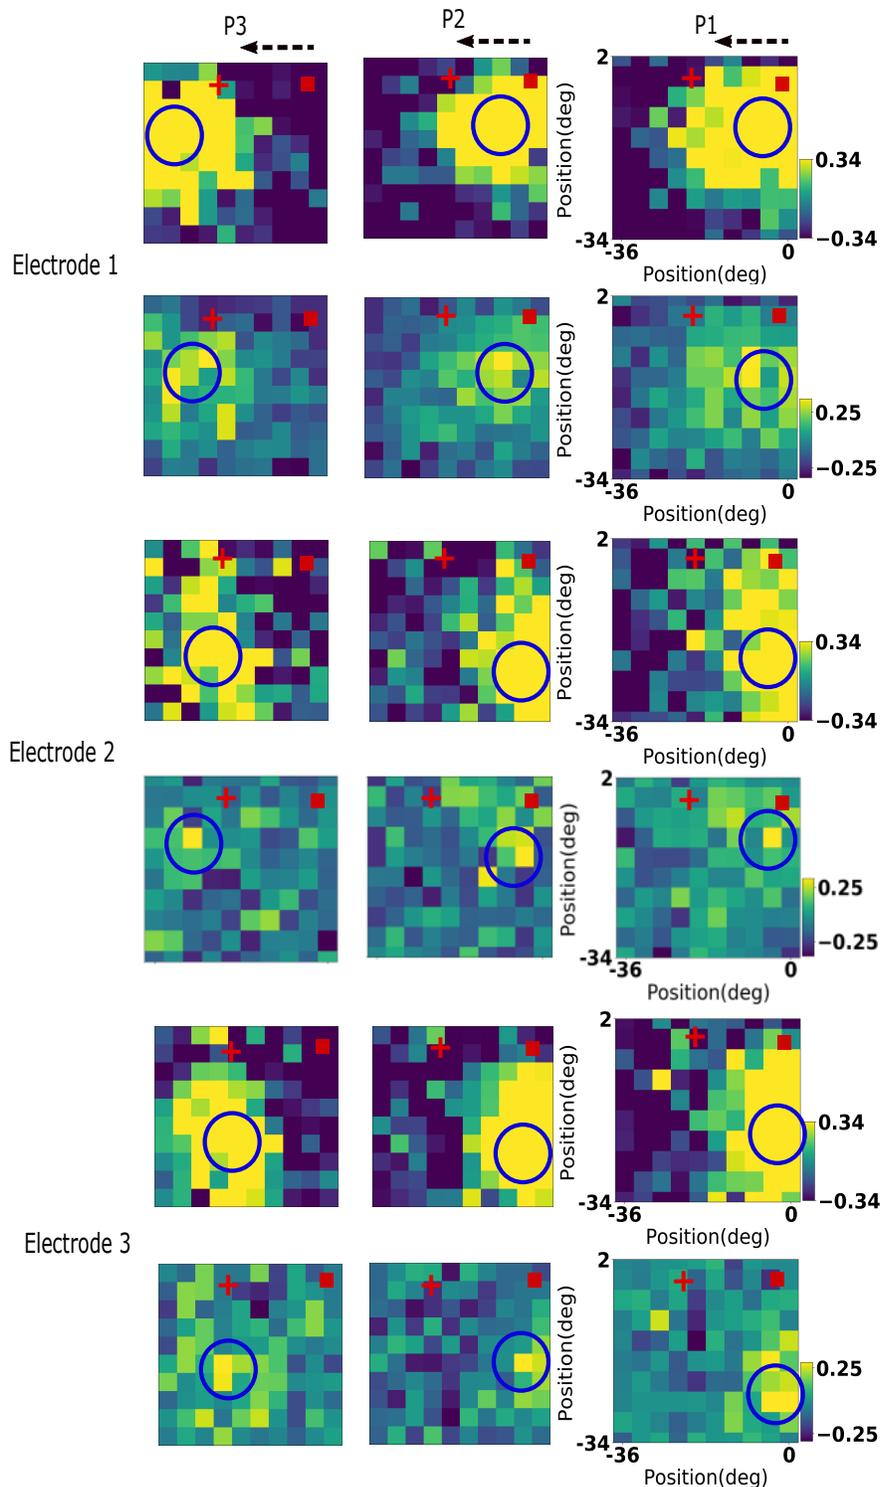 P3
P2
P1
2
Position(deg)
0.34
-34
−0.34
-36
0
Electrode 1
Position(deg)
2
Position(deg)
0.25
−0.25
-34
-36
0
Position(deg)
2
Position(deg)
0.34
-34
−0.34
-36
0
Electrode 2
Position(deg)
2
Position(deg)
0.25
−0.25
-34
-36
0
Position(deg)
2
Position(deg)
0.34
-34
−0.34
-36
0
Position(deg)
Electrode 3
2
Position(deg)
0.25
−0.25
-34
-36
0
Position(deg)